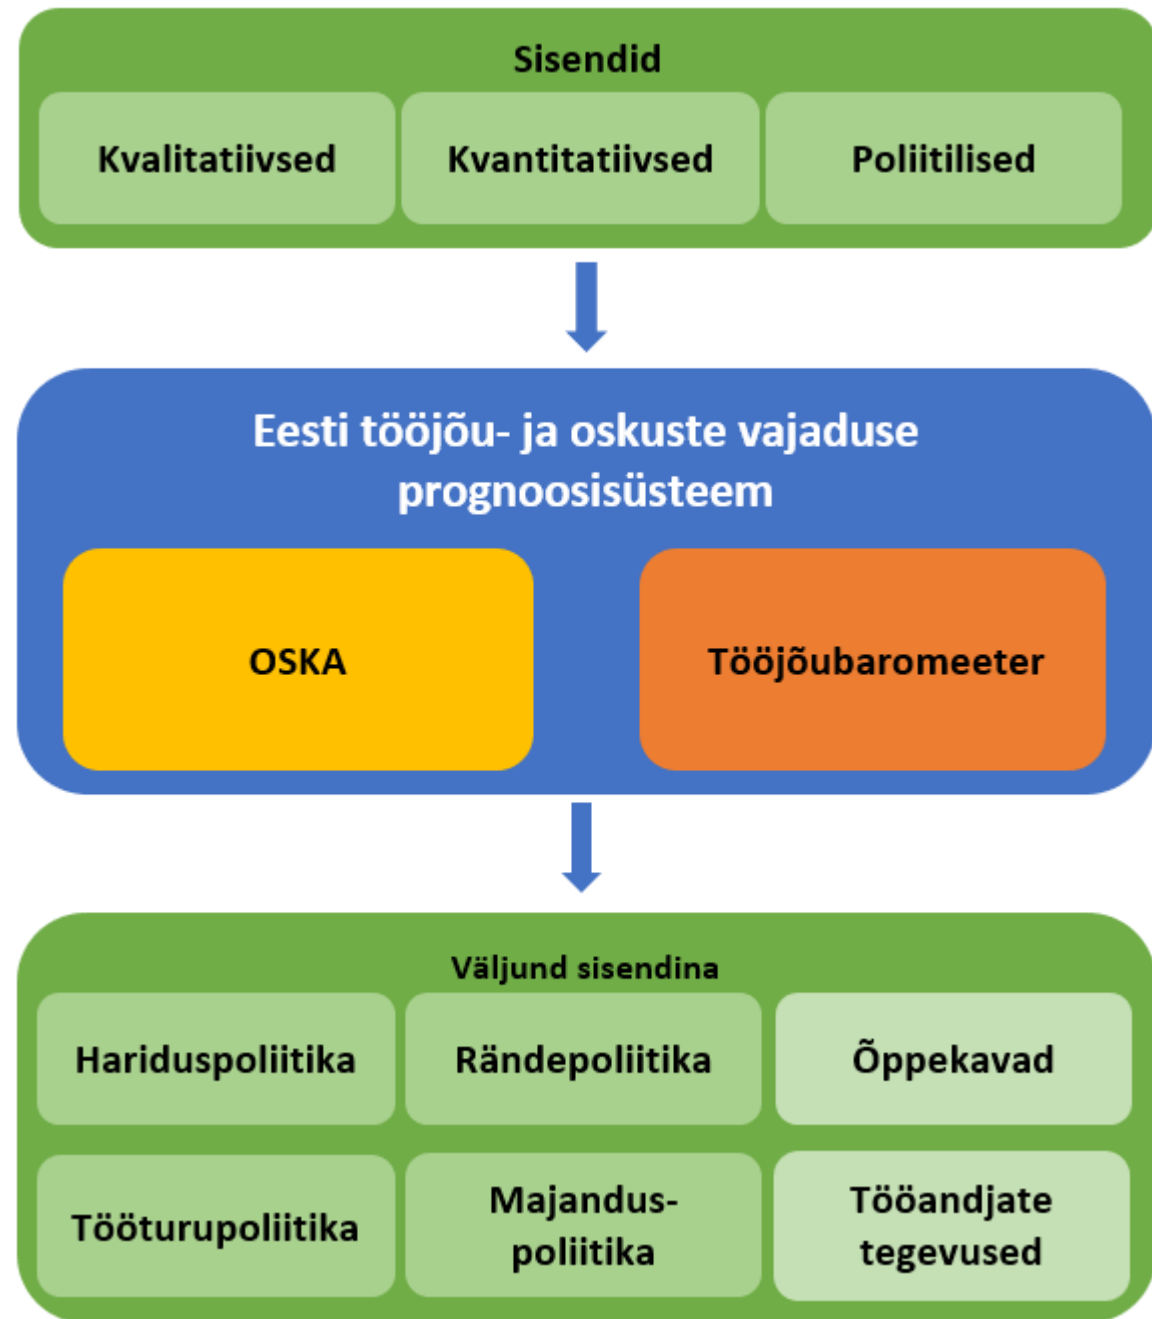 Sisendid
Kvalitatiivsed
Kvantitatiivsed
Poliitilised
Eesti tööjõu- ja oskuste vajaduse
prognoosisüsteem
OSKA
Tööjõubaromeeter
Väljund sisendina
Hariduspoliitika
Rändepoliitika
Õppekavad
Tööturupoliitika
Majandus-
poliitika
Tööandjate
tegevused